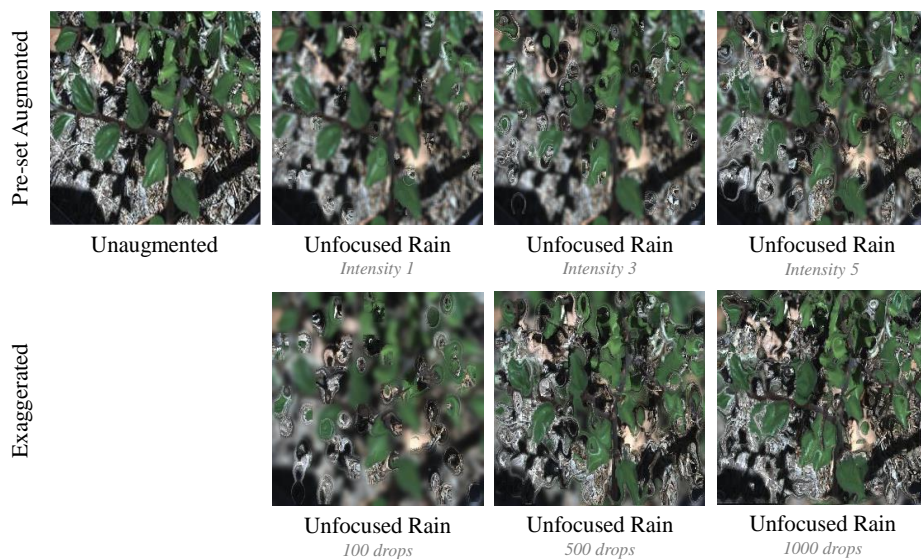 Pre-set Augmented
Unaugmented
Unfocused Rain
Intensity 1
Unfocused Rain
Intensity 3
Unfocused Rain
Intensity 5
Exaggerated
Unfocused Rain
100 drops
Unfocused Rain
500 drops
Unfocused Rain
1000 drops